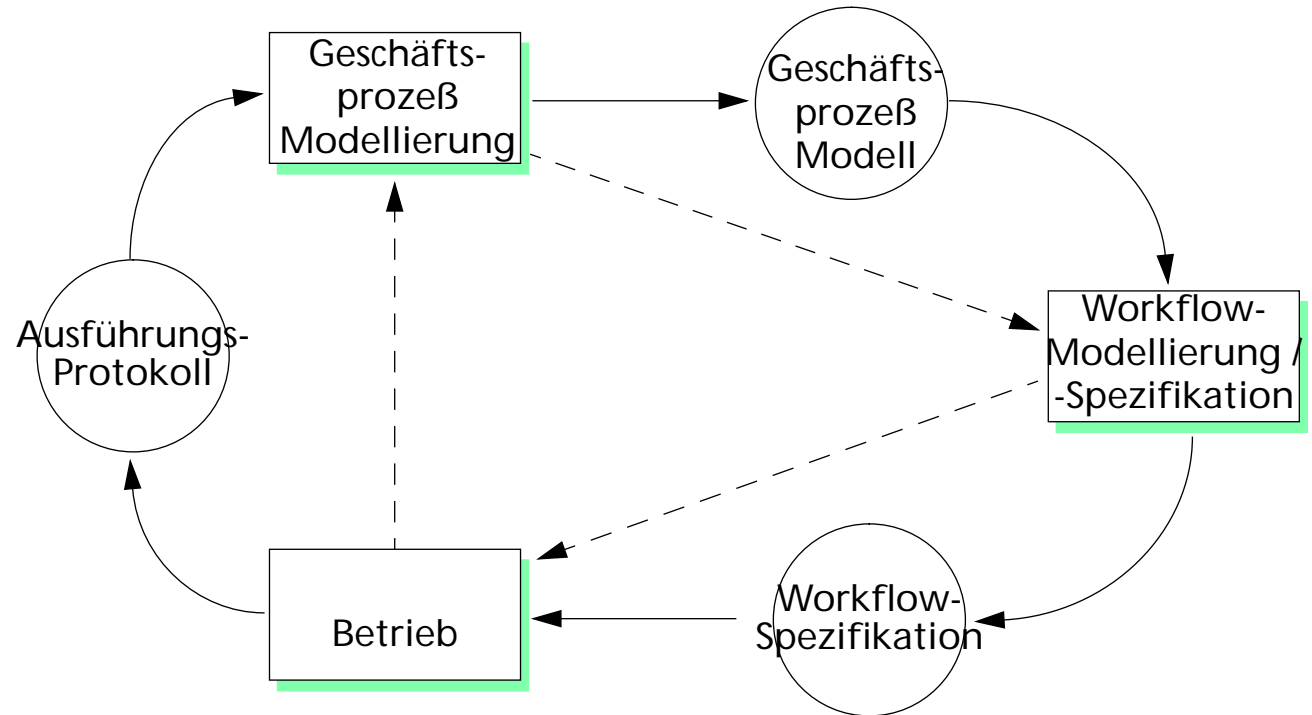 Geschäfts-
prozeß
Modellierung
Geschäfts-
prozeß
Modell
Workflow-
Modellierung /
-Spezifikation
Workflow-
Spezifikation
Betrieb
Ausführungs-
Protokoll